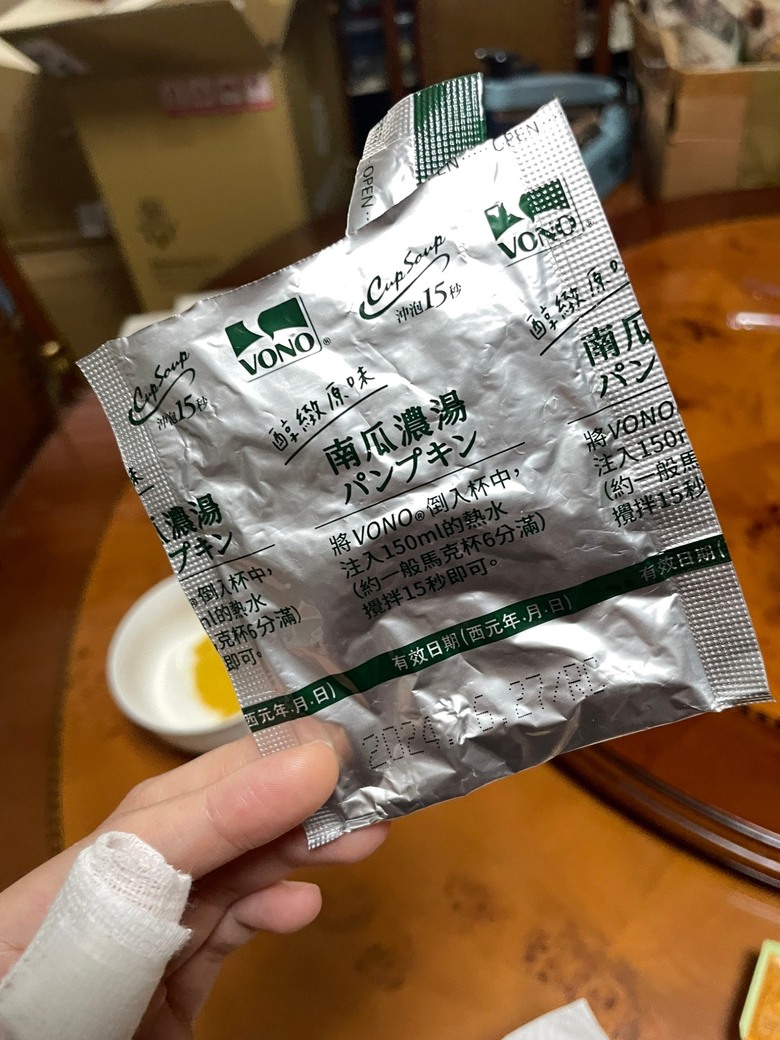 OPEN
EN
OPEN
VONO®
Cup Soup
沖泡15秒
VONO®
Cup Soup
沖泡15秒
醇緻原味
南瓜濃湯
パンプキン
將VONO®倒入杯中，
注入150ml的熱水
(約一般馬克杯6分滿)
攪拌15秒即可。
有效日期(西元年.月.日)
醇緻原
南瓜
パン
將VONO
注入150
(約一般馬
攪拌15秒
有效日期(
味
濃湯
プキン
倒入杯中，
的熱水
克杯6分滿)
即可。
西元年.月.日)